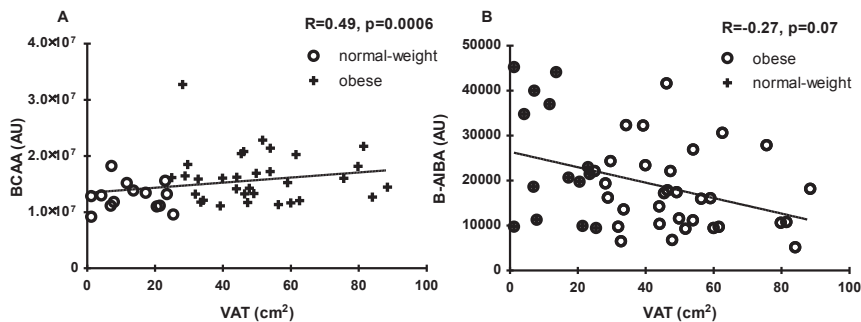 A
R=0.49, p=0.0006
normal-weight
obese
BCAA (AU)
4.0×10⁷
3.0×10⁷
2.0×10⁷
1.0×10⁷
0
0 20 40 60 80 100
VAT (cm²)
B
R=-0.27, p=0.07
obese
normal-weight
B-AIBA (AU)
50000
40000
30000
20000
10000
0
0 20 40 60 80 100
VAT (cm²)